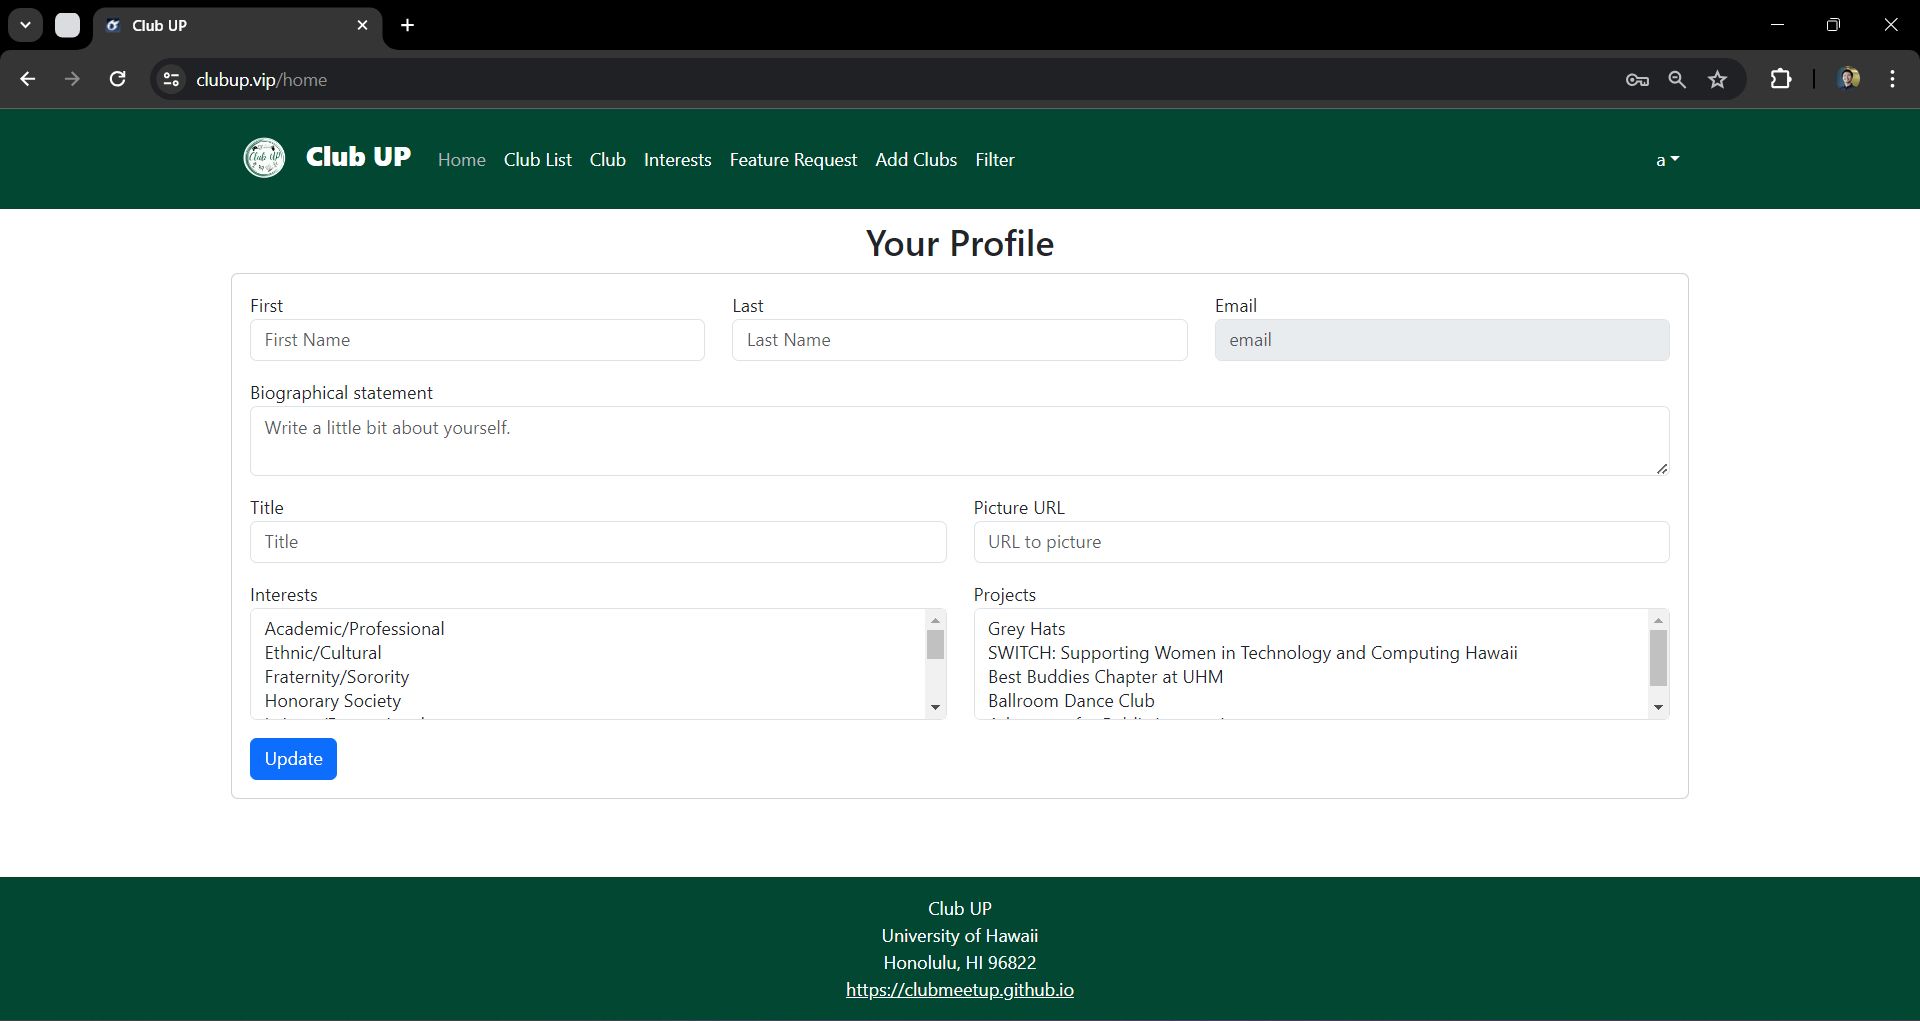 Club UP
clubup.vip/home
Club UP
Club UP
Home
Club List
Club
Interests
Feature Request
Add Clubs
Filter
a
Your Profile
First
Last
Email
First Name
Last Name
email
Biographical statement
Write a little bit about yourself.
Title
Picture URL
Title
URL to picture
Interests
Projects
Academic/Professional
Ethnic/Cultural
Fraternity/Sorority
Honorary Society
Grey Hats
SWITCH: Supporting Women in Technology and Computing Hawaii
Best Buddies Chapter at UHM
Ballroom Dance Club
Update
Club UP
University of Hawaii
Honolulu, HI 96822
https://clubmeetup.github.io